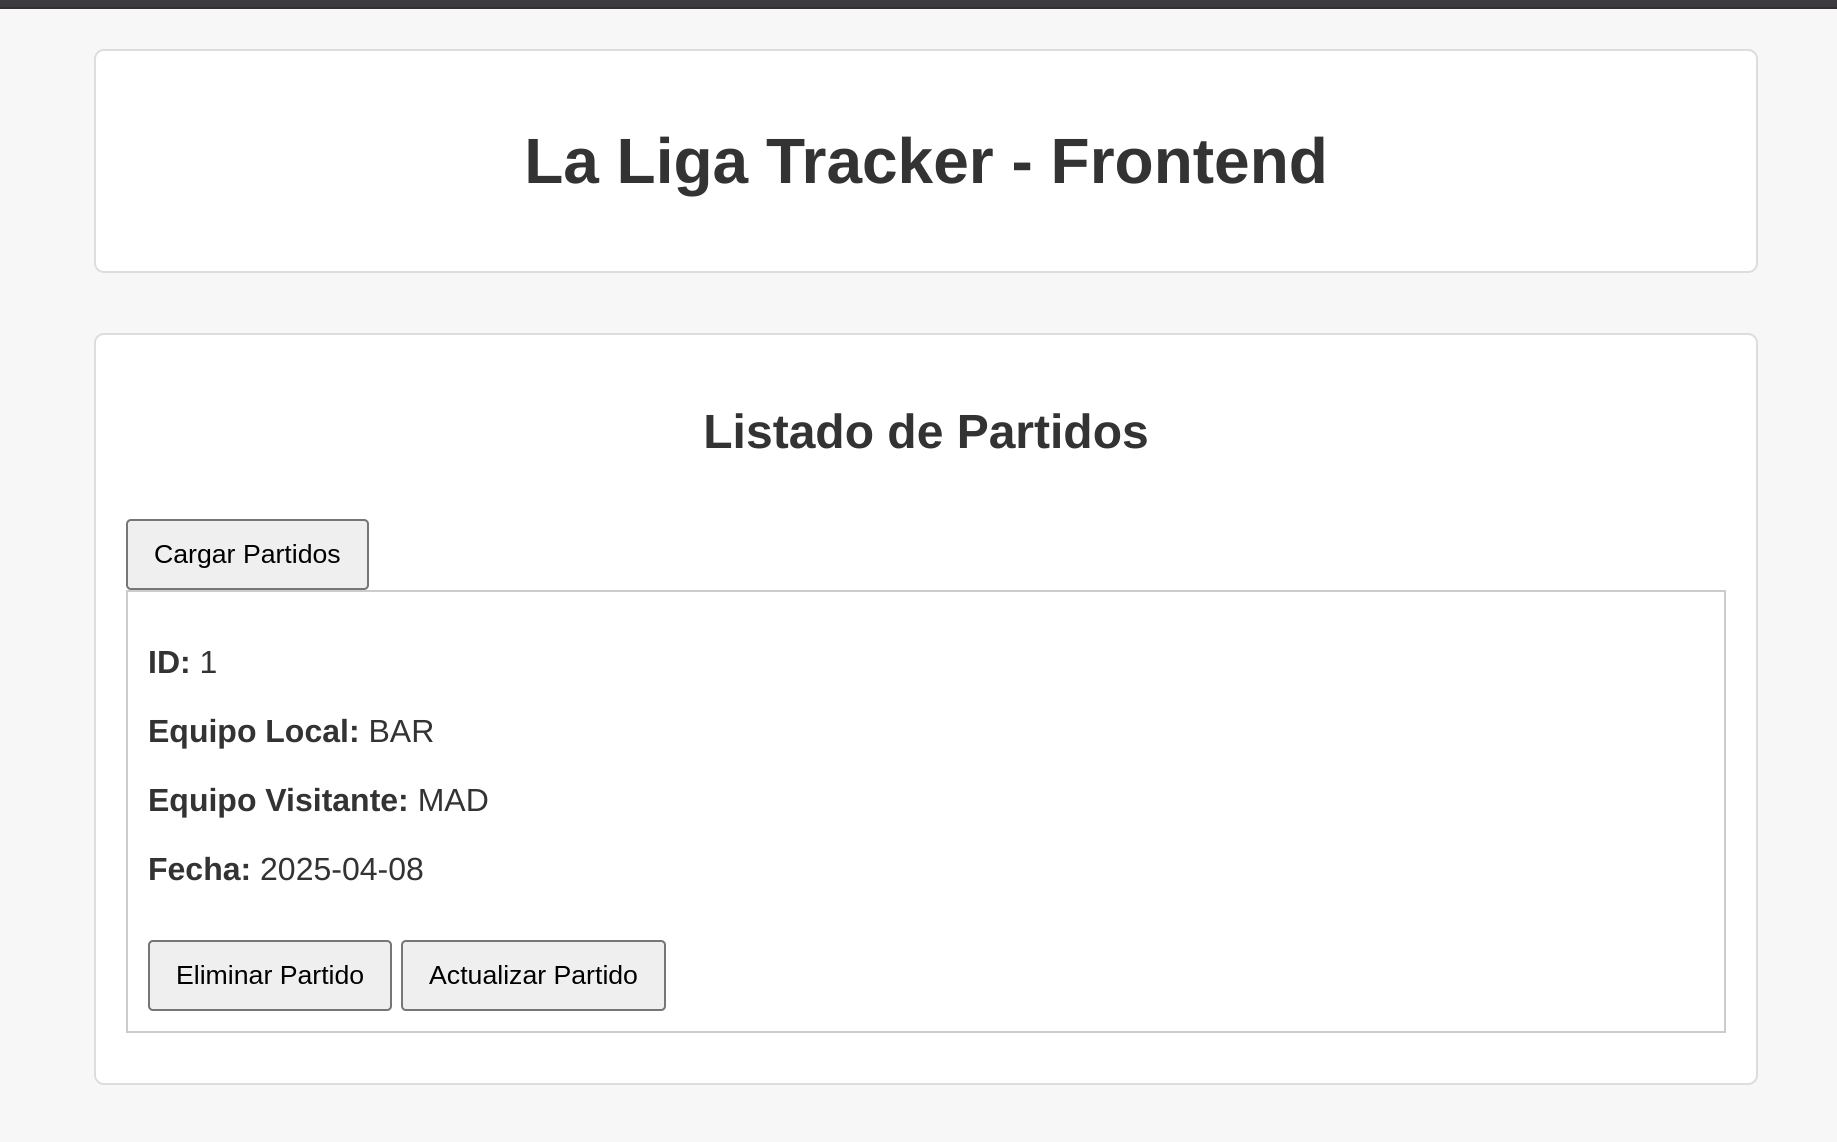 La Liga Tracker - Frontend
Listado de Partidos
Cargar Partidos
ID: 1
Equipo Local: BAR
Equipo Visitante: MAD
Fecha: 2025-04-08
Eliminar Partido Actualizar Partido